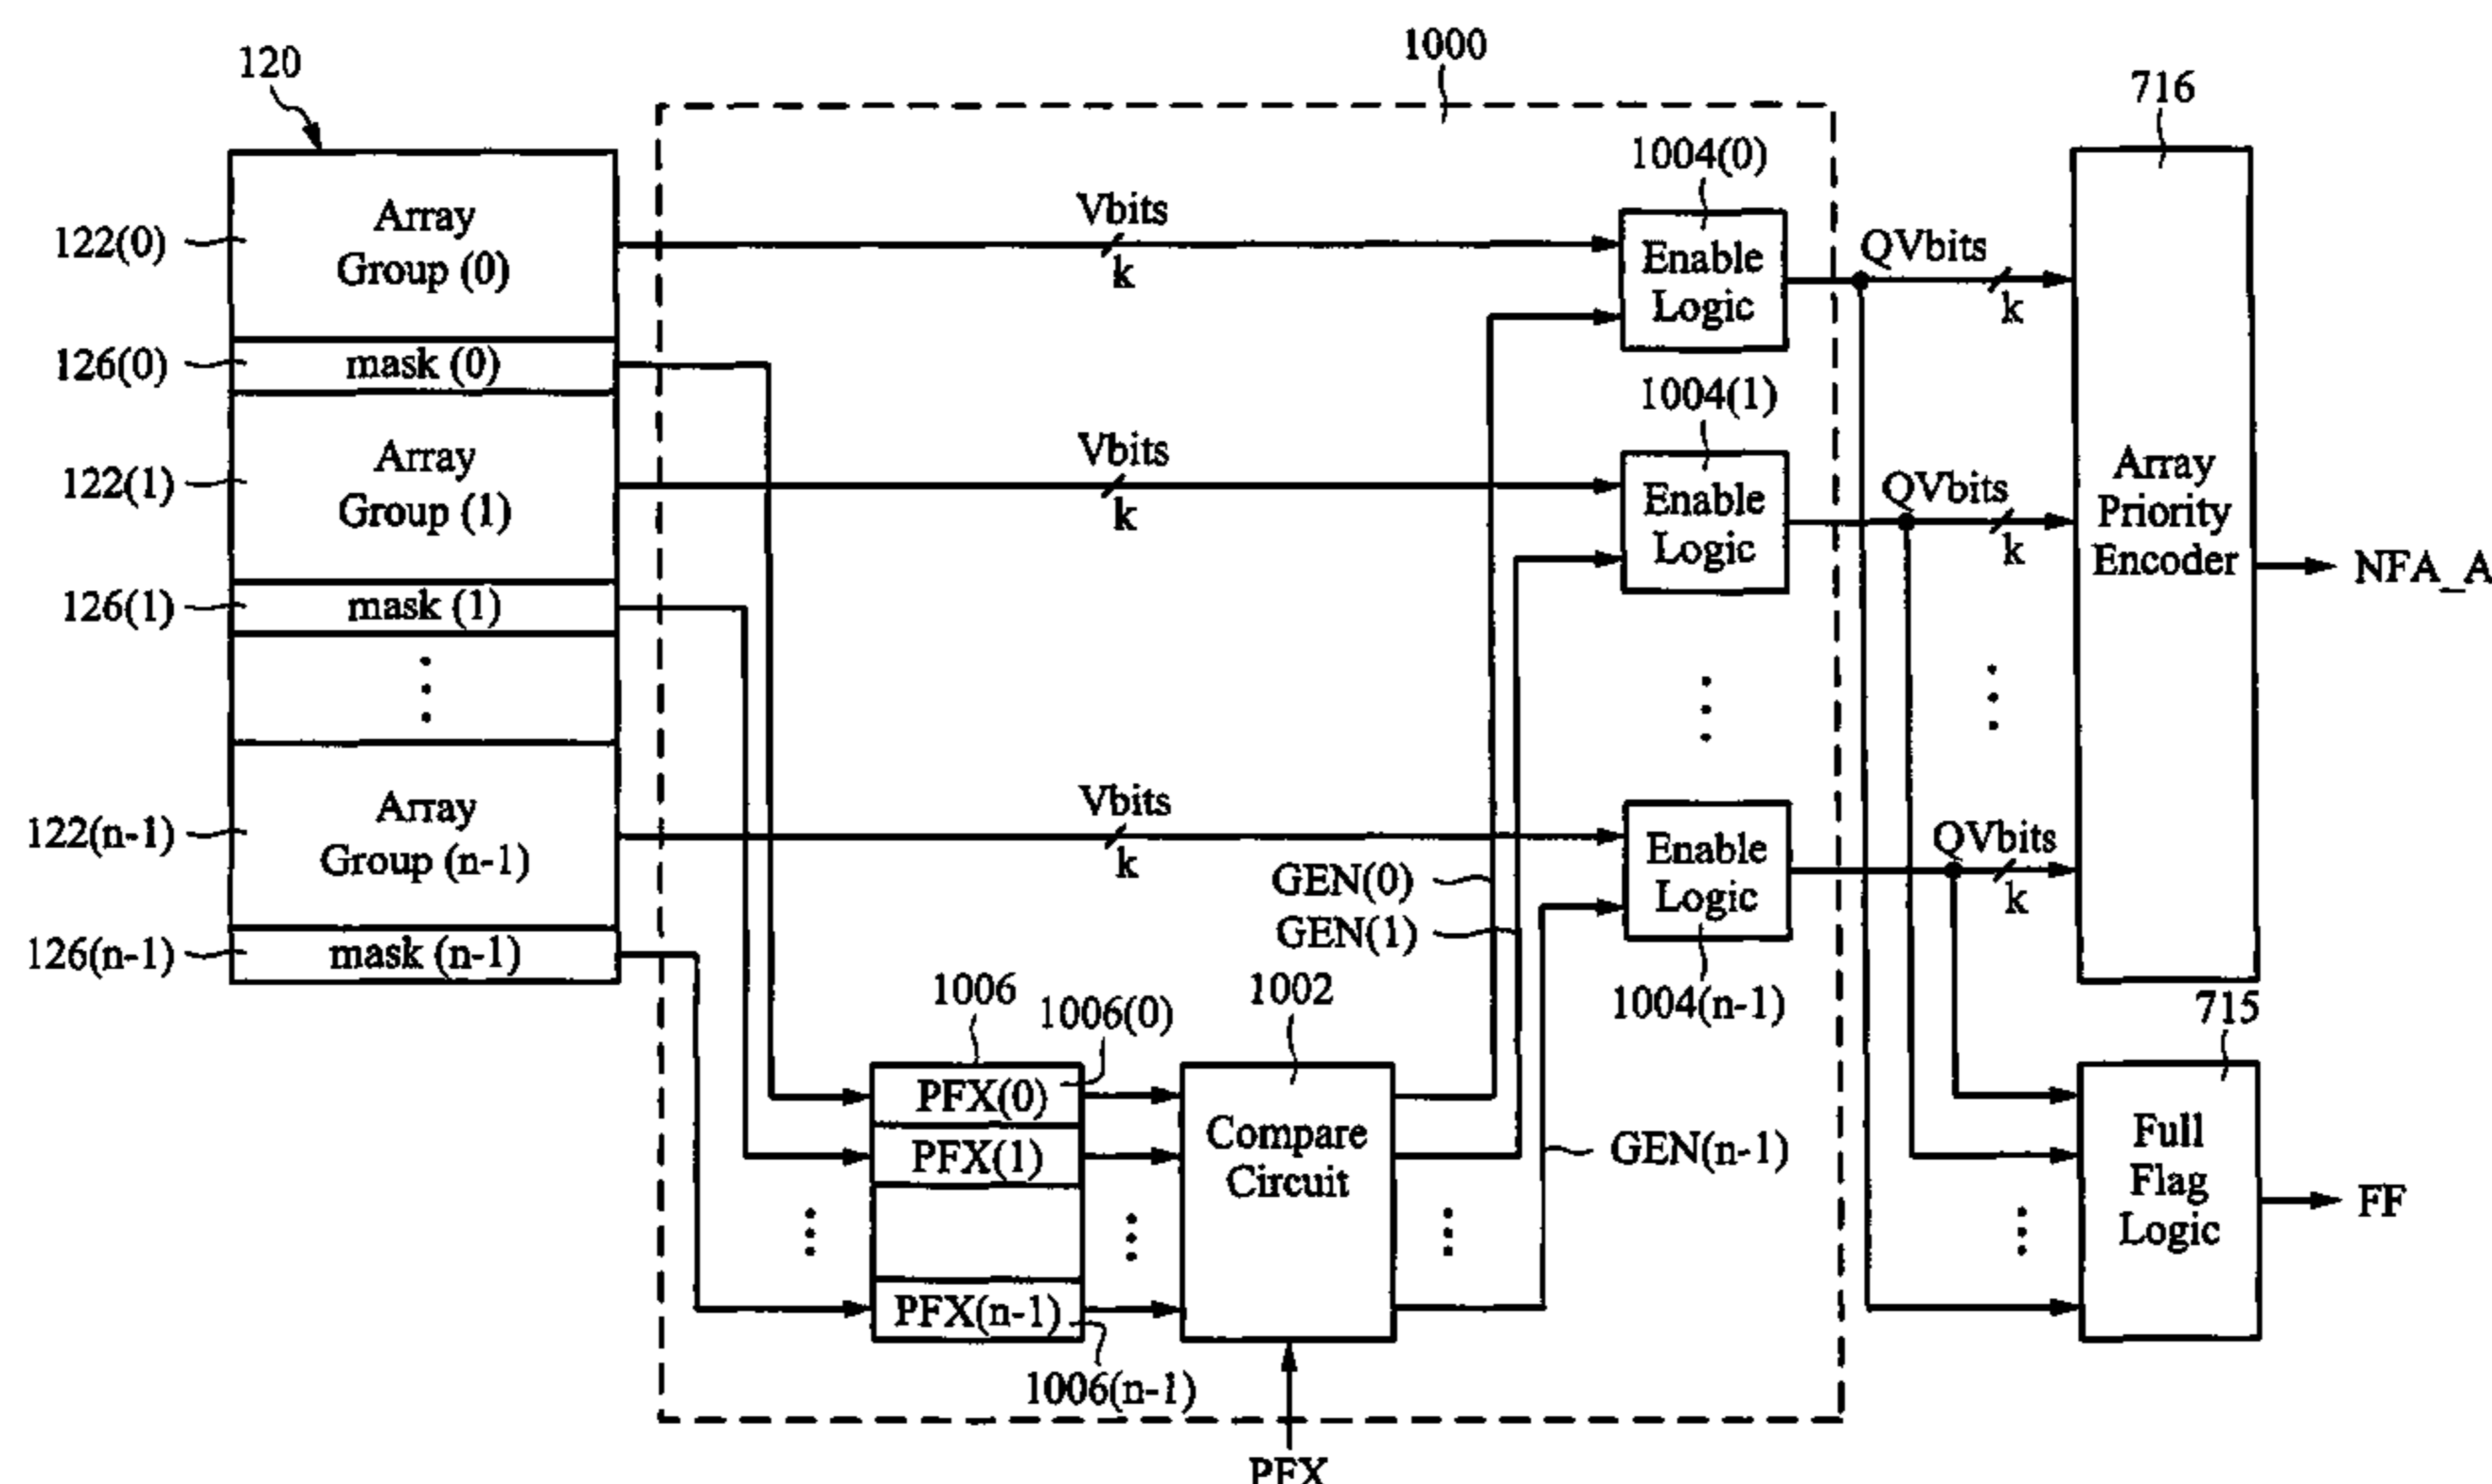 120
1000
716
122(0)
Array
Group (0)
Vbits
k
1004(0)
Enable
Logic
QVbits
k
126(0)
mask (0)
122(1)
Array
Group (1)
Vbits
k
1004(1)
Enable
Logic
QVbits
k
Array
Priority
Encoder
NFA_A
126(1)
mask (1)
122(n-1)
Array
Group (n-1)
Vbits
k
Enable
Logic
1004(n-1)
QVbits
k
126(n-1)
mask (n-1)
GEN(0)
GEN(1)
GEN(n-1)
1006
1006(0)
PFX(0)
PFX(1)
PFX(n-1)
1006(n-1)
1002
Compare
Circuit
PFX
715
Full
Flag
Logic
FF